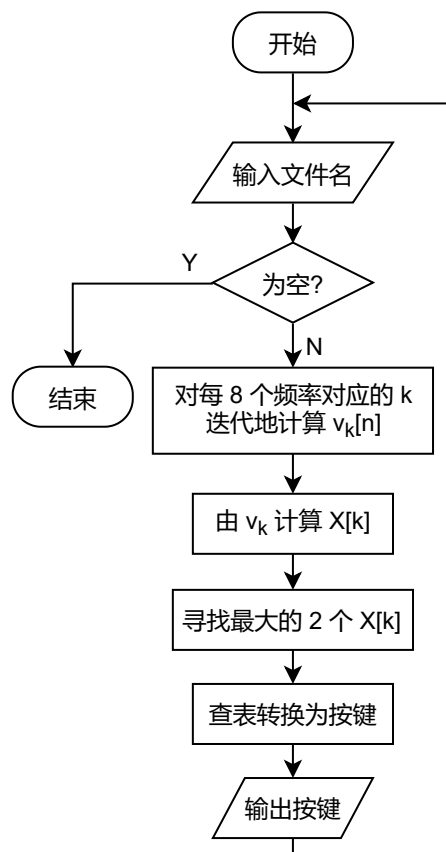 开始
输入文件名
为空?
Y
N
结束
对每 8 个频率对应的 k
迭代地计算 vk[n]
由 vk 计算 X[k]
寻找最大的 2 个 X[k]
查表转换为按键
输出按键